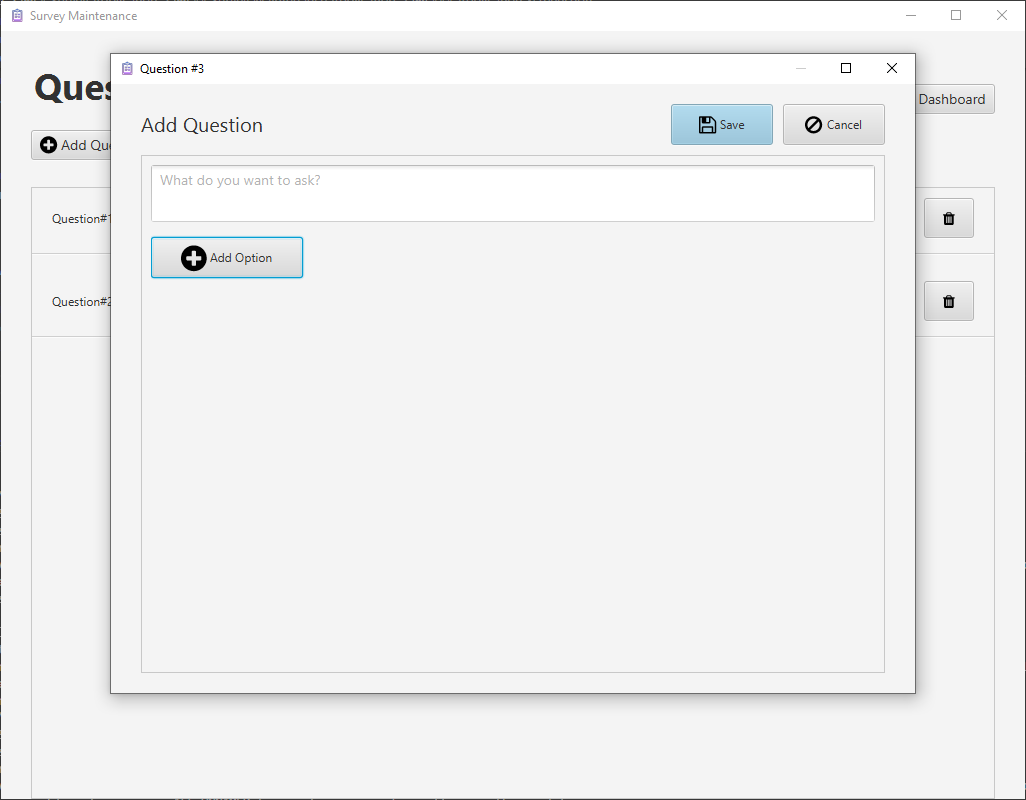 Survey Maintenance
Question #3
Ques
Dashboard
Add Question
Save
Cancel
Add Qu
What do you want to ask?
Question#1
Add Option
Question#2